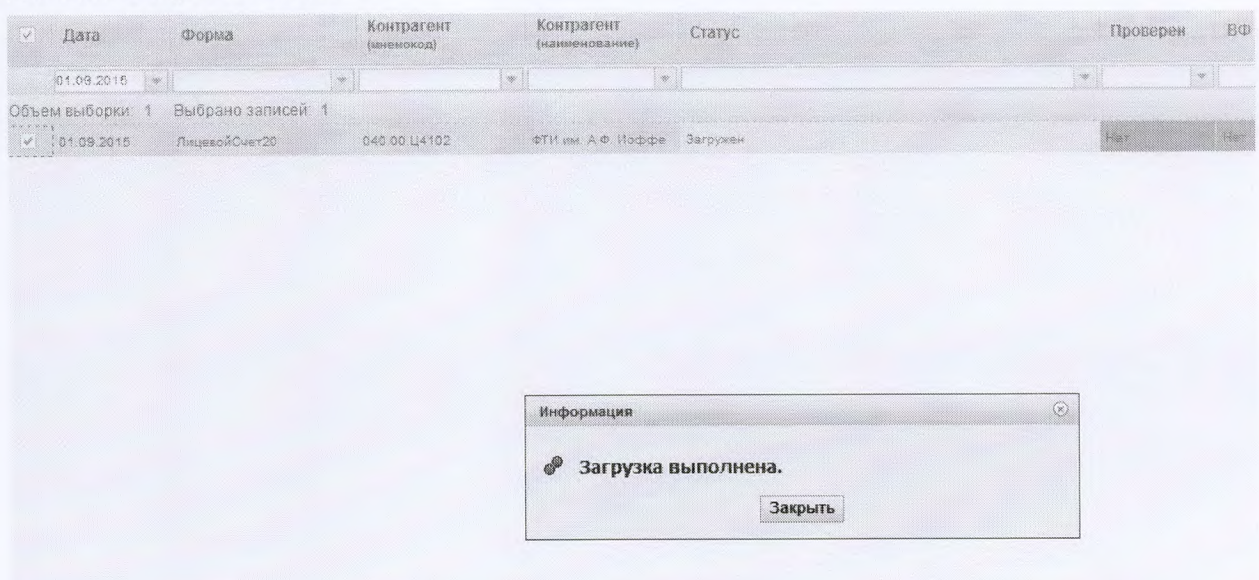 Дата Форма Контрагент (мнемокод) Контрагент (наименование) Статус Проверен ВФ
01.09.2015
Объем выборки: 1 Выбрано записей: 1
01.09.2015 ЛицевойСчет20 040.00.Ц4102 ФТИ им. А.Ф. Иоффе Загружен Нет Нет
Информация
Загрузка выполнена.
Закрыть